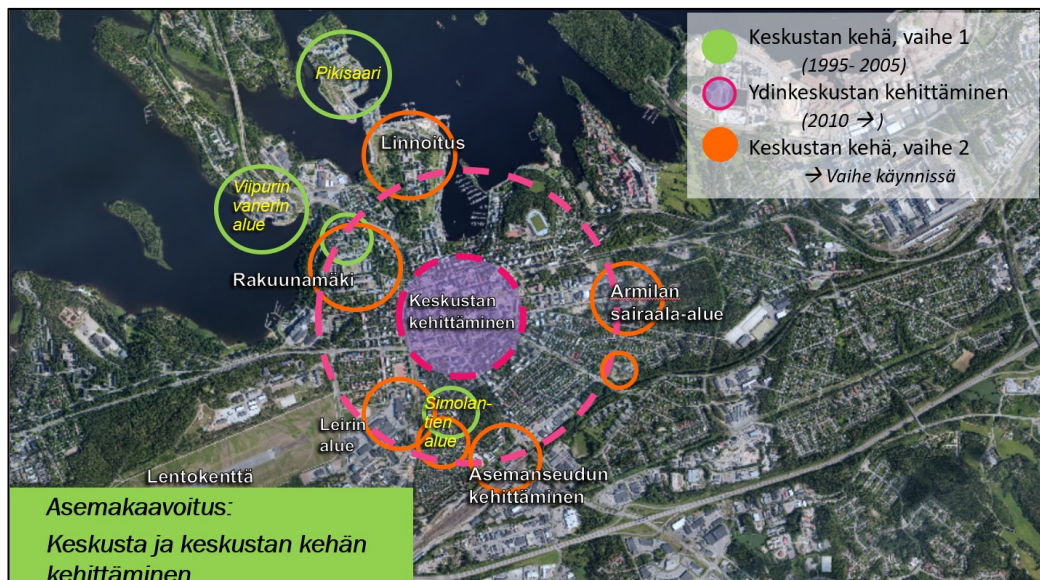 Keskustan kehä, vaihe 1
(1995- 2005)
Ydinkeskustan kehittäminen
(2010 → )
Keskustan kehä, vaihe 2
→ Vaihe käynnissä
Pikisaari
Linnoitus
Viipurin
vanerin
alue
Rakuunamäki
Keskustan
kehittäminen
Armilan
sairaala-alue
Leirin
alue
Simolan-
tien
alue
Asemanseudun
kehittäminen
Lentokenttä
Asemakaavoitus:
Keskusta ja keskustan kehän
kehittäminen